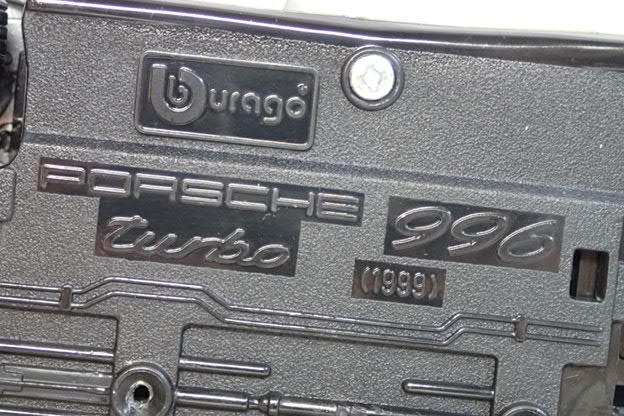 Burago
PORSCHE
turbo 996
(1999)